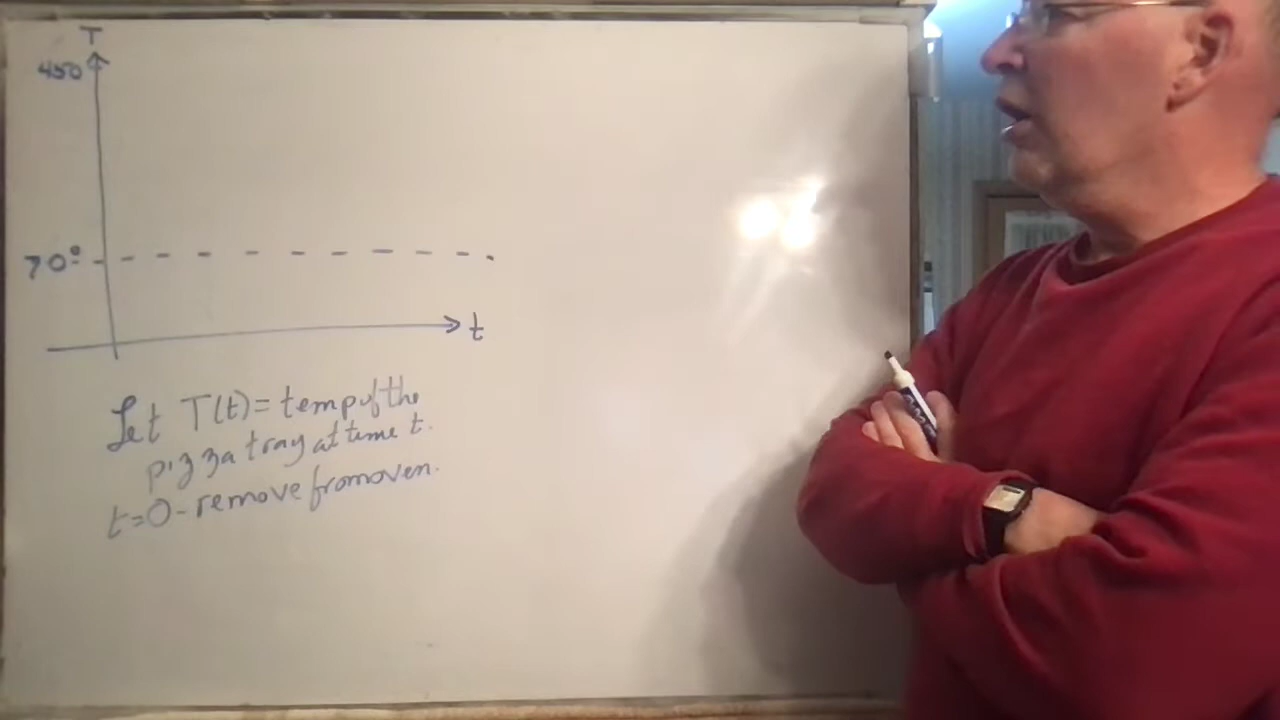 T
450
70°
t
Let T(t) = temp of the
pizza tray at time t.
t=0 - remove from oven.